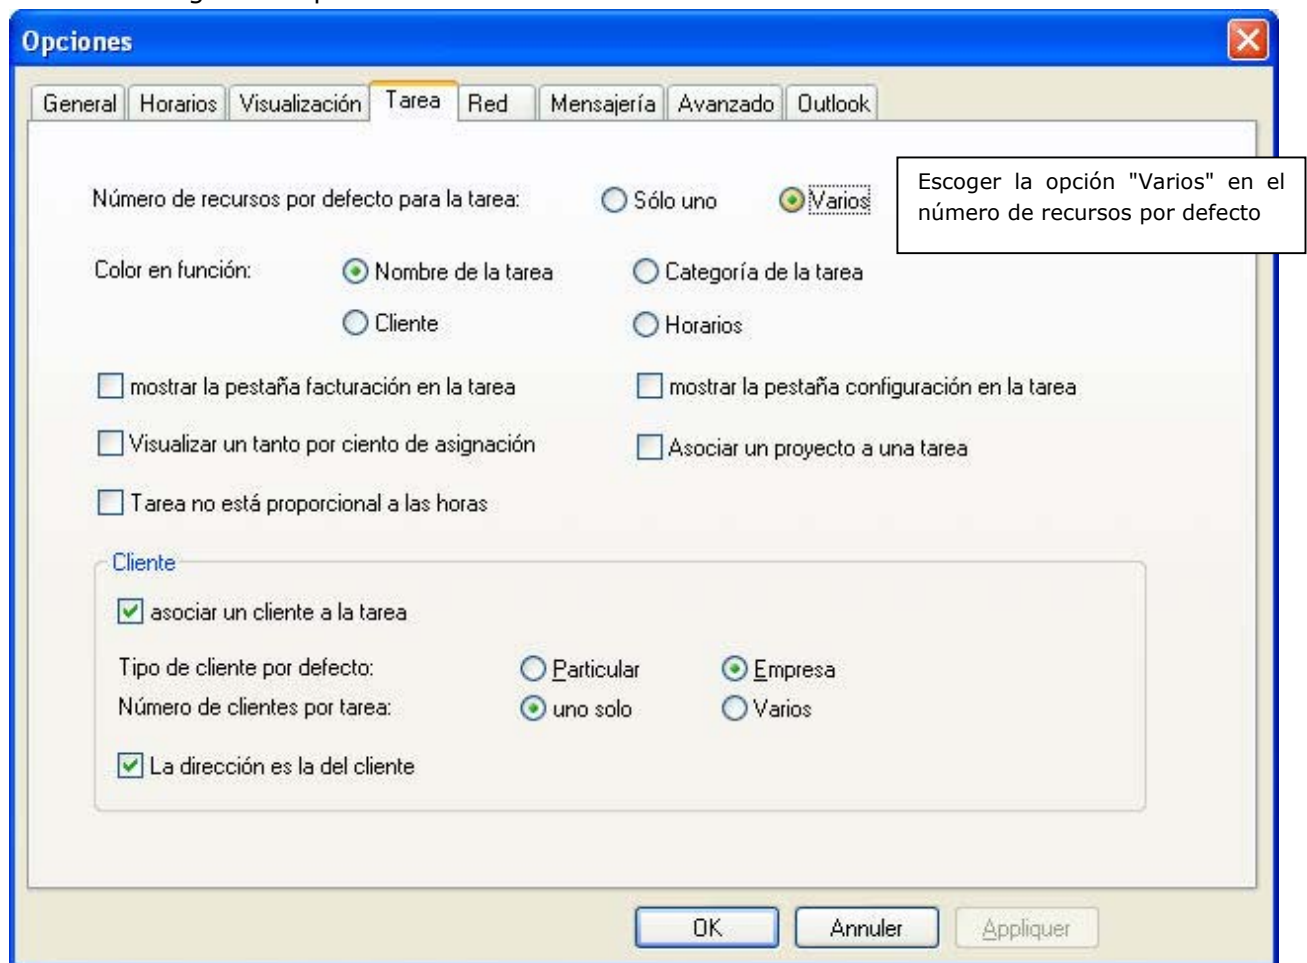 Opciones
General Horarios Visualización Tarea Red Mensajería Avanzado Outlook
Número de recursos por defecto para la tarea: Sólo uno Varios
Escoger la opción "Varios" en el
número de recursos por defecto
Color en función: Nombre de la tarea Categoría de la tarea
Cliente Horarios
mostrar la pestaña facturación en la tarea mostrar la pestaña configuración en la tarea
Visualizar un tanto por ciento de asignación Asociar un proyecto a una tarea
Tarea no está proporcional a las horas
Cliente
asociar un cliente a la tarea
Tipo de cliente por defecto: Particular Empresa
Número de clientes por tarea: uno solo Varios
La dirección es la del cliente
OK Annuler Appliquer